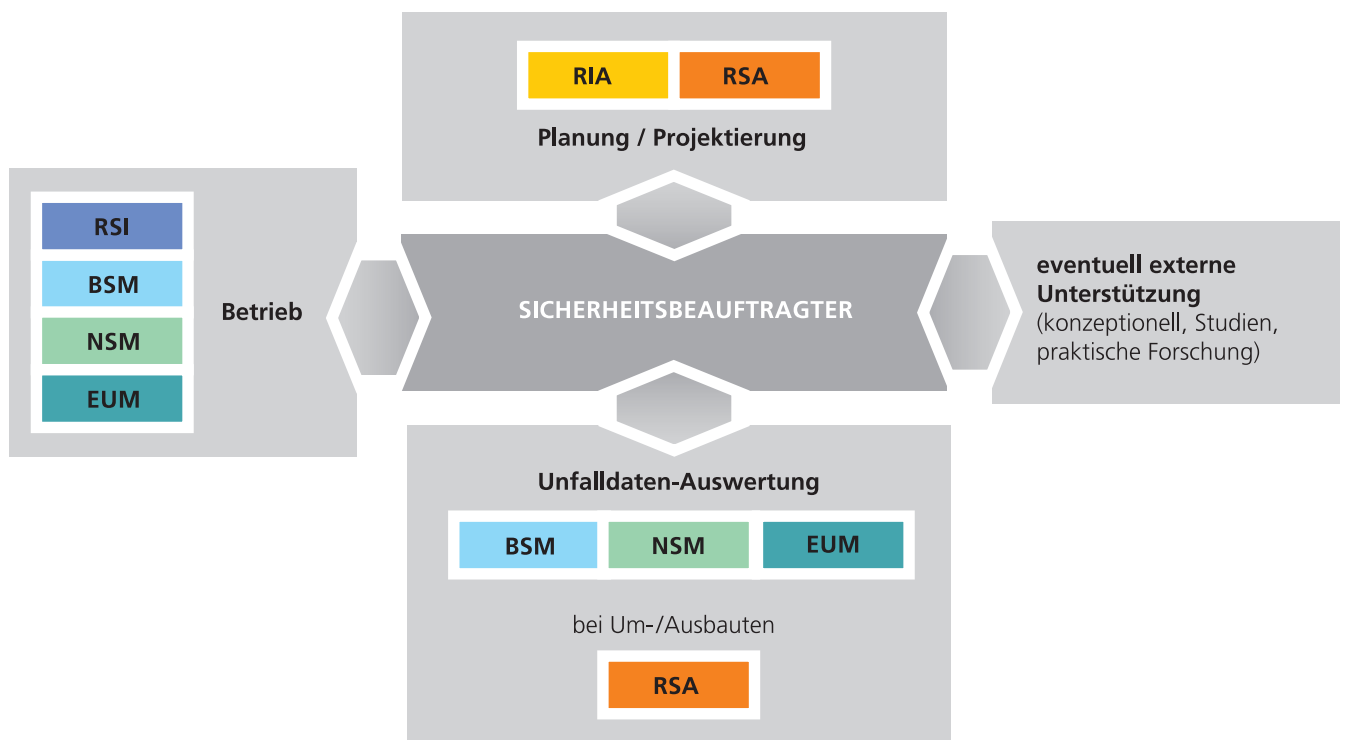 RIA RSA
Planung / Projektierung
RSI
BSM
NSM
EUM
Betrieb
SICHERHEITSBEAUFTRAGTER
eventuell externe
Unterstützung
(konzeptionell, Studien,
praktische Forschung)
Unfalldaten-Auswertung
BSM NSM EUM
bei Um-/Ausbauten
RSA